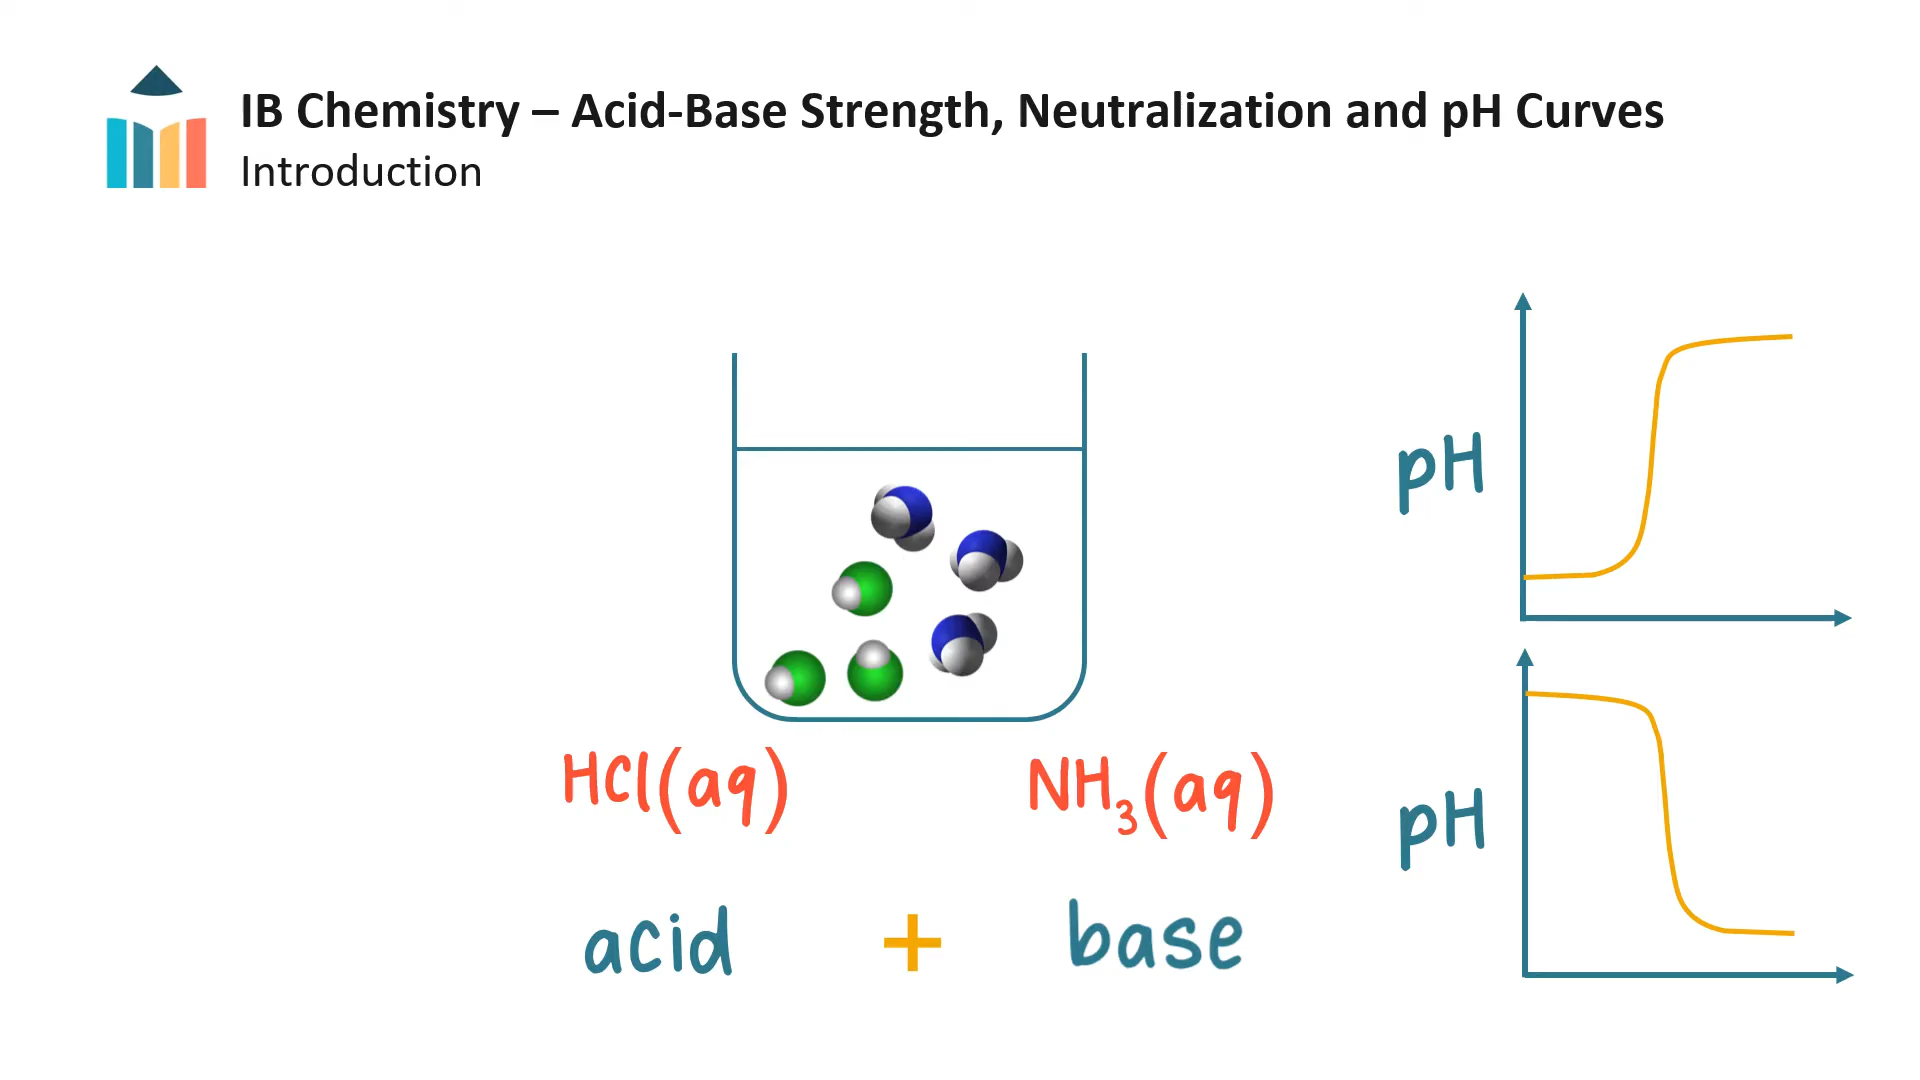 IB Chemistry – Acid-Base Strength, Neutralization and pH Curves
Introduction
pH
HCl(aq) NH₃(aq)
pH
acid + base